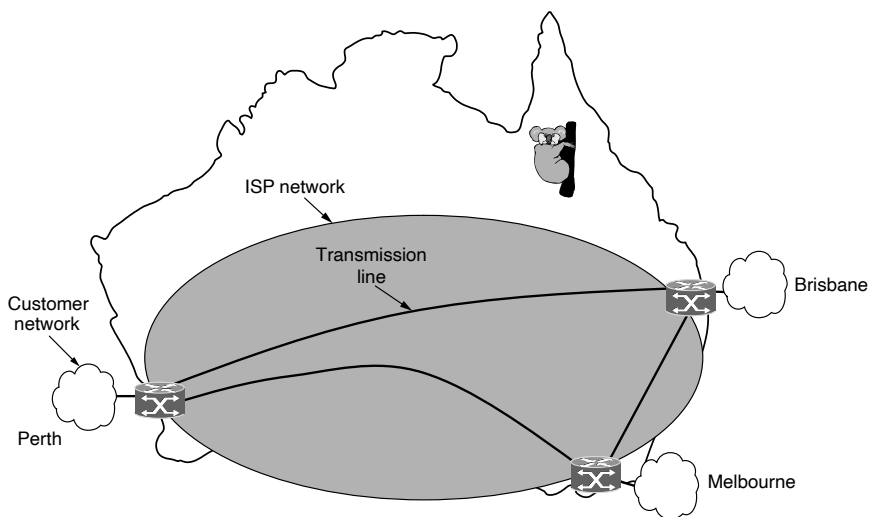 ISP network
Transmission
line
Brisbane
Customer
network
Perth
Melbourne